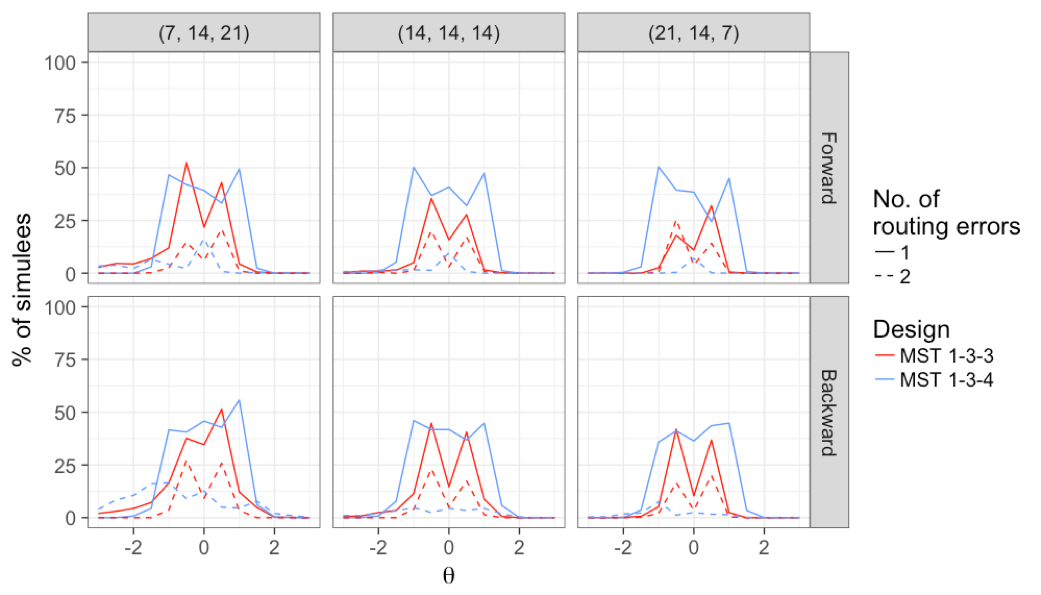 (7, 14, 21)
(14, 14, 14)
(21, 14, 7)
100
75
50
25
0
Forward
100
75
50
25
0
Backward
-2
0
2
-2
0
2
-2
0
2
% of simulees
θ
No. of
routing errors
1
2
Design
MST 1-3-3
MST 1-3-4